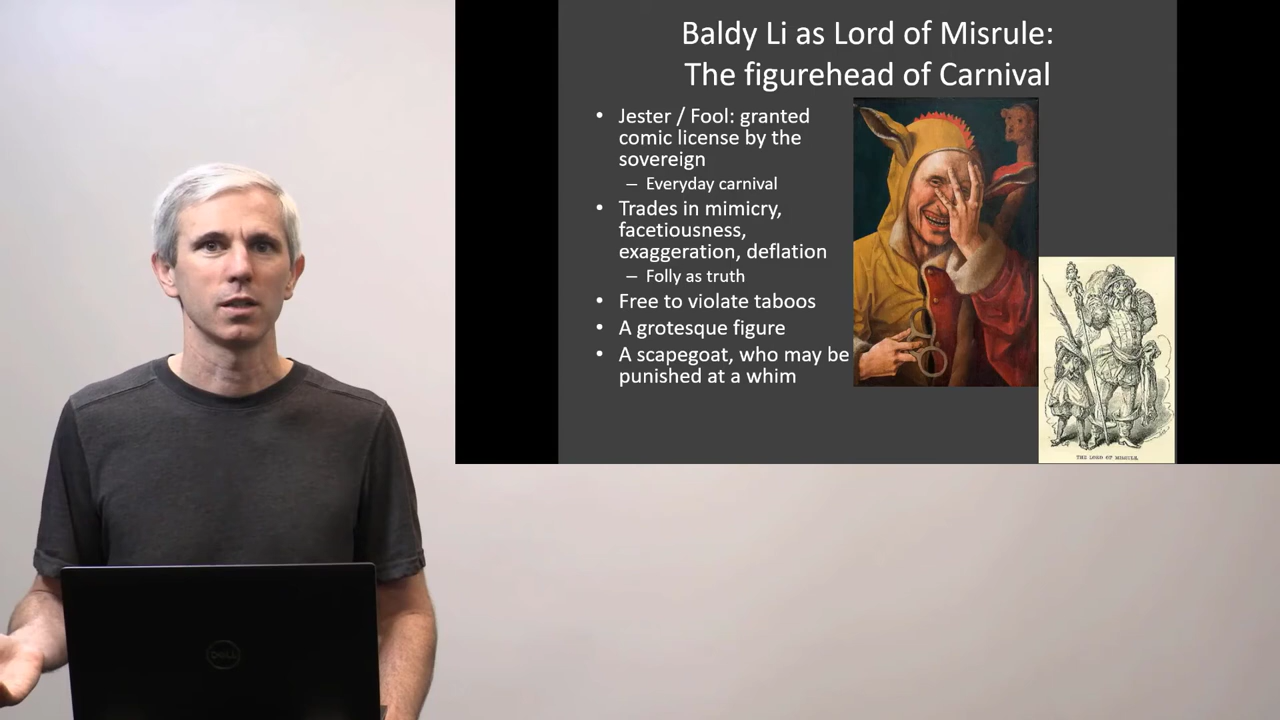 Baldy Li as Lord of Misrule:
The figurehead of Carnival
• Jester / Fool: granted
comic license by the
sovereign
– Everyday carnival
• Trades in mimicry,
facetiousness,
exaggeration, deflation
– Folly as truth
• Free to violate taboos
• A grotesque figure
• A scapegoat, who may be
punished at a whim
THE LORD OF MISRULE.
DELL